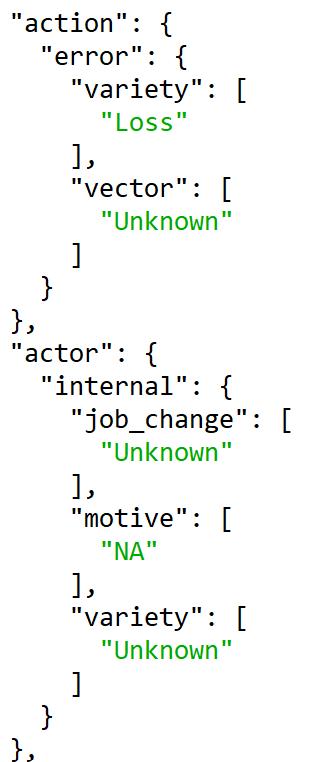 "action": {
  "error": {
    "variety": [
      "Loss"
    ],
    "vector": [
      "Unknown"
    ]
  }
},
"actor": {
  "internal": {
    "job_change": [
      "Unknown"
    ],
    "motive": [
      "NA"
    ],
    "variety": [
      "Unknown"
    ]
  }
},